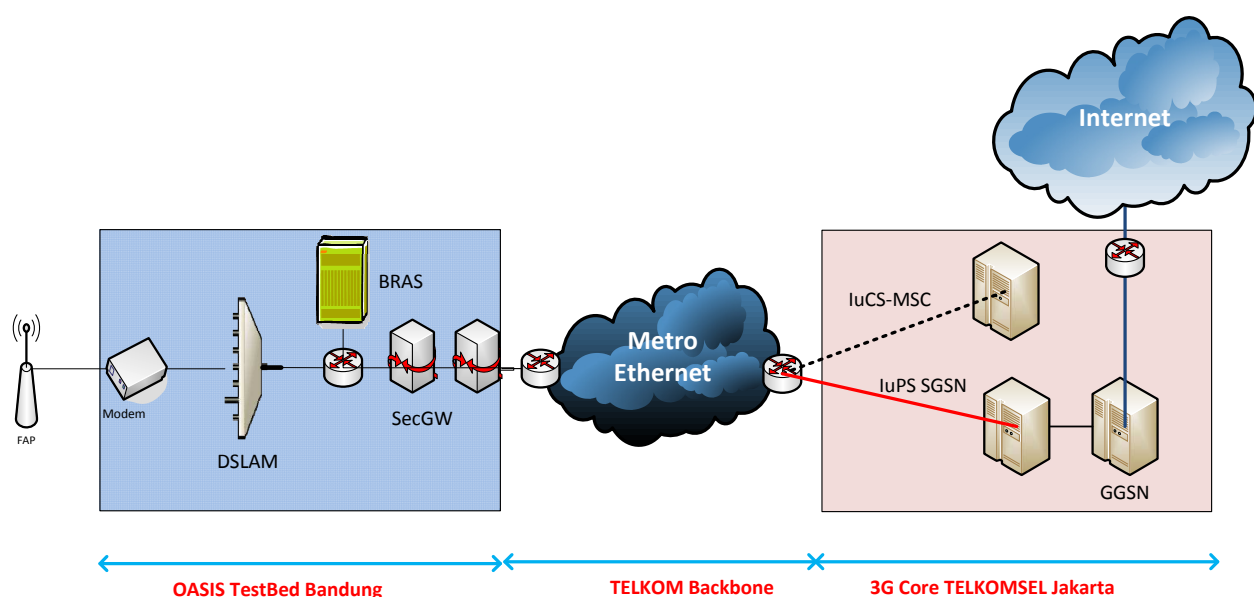 Internet
BRAS
IuCS-MSC
Metro
Ethernet
IuPS SGSN
Modem
SecGW
FAP
DSLAM
GGSN
OASIS TestBed Bandung
TELKOM Backbone
3G Core TELKOMSEL Jakarta